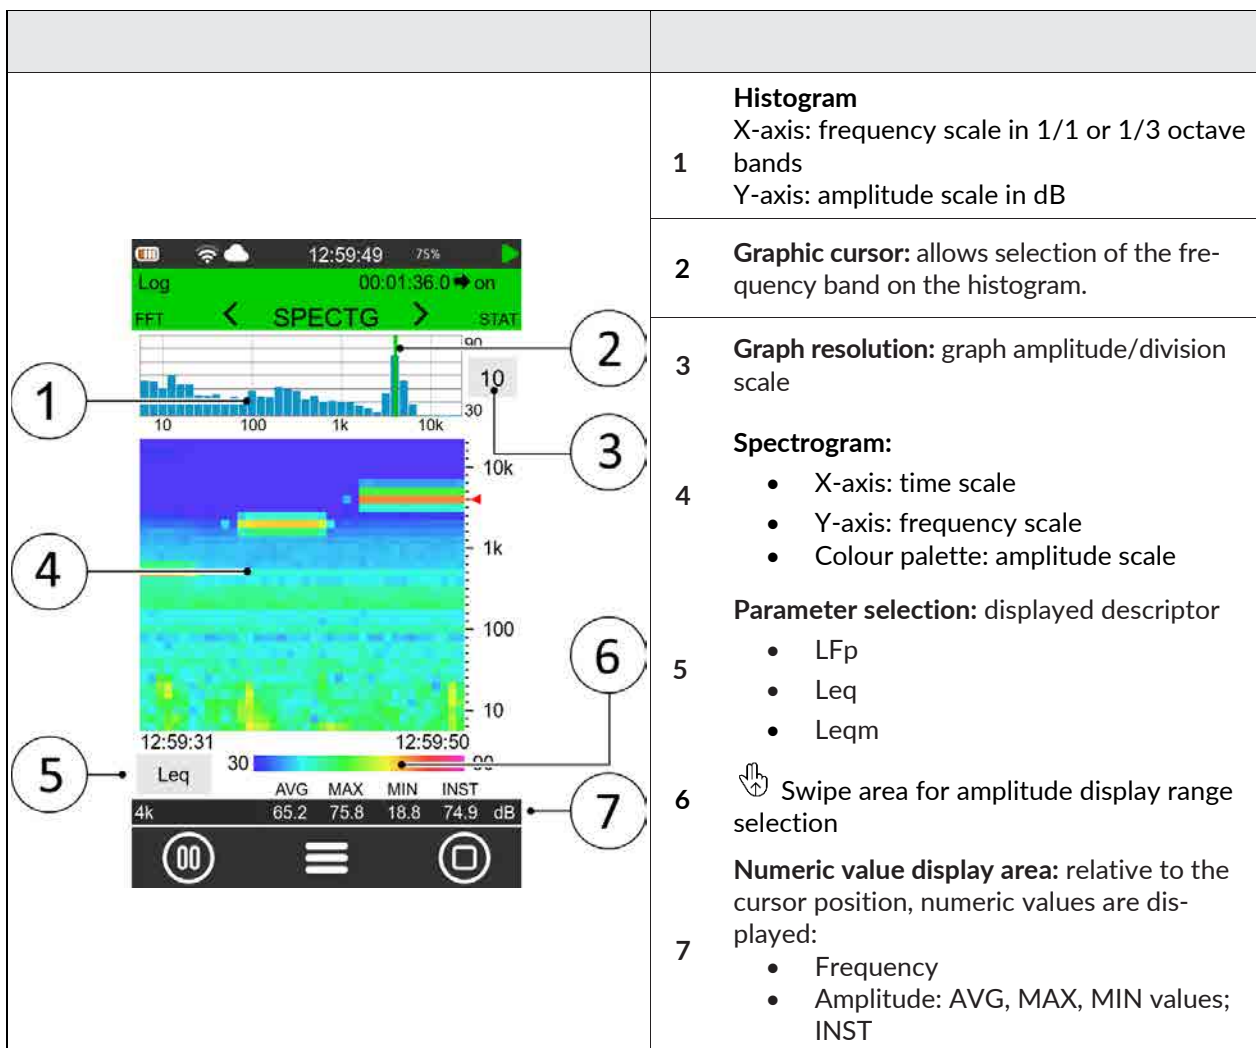 12:59:49 75%
Log 00:01:36.0 on
FFT < SPECTG > STAT
90
10
30
10 100 1k 10k
10k
1k
100
10
12:59:31 12:59:50
Leq 30 90
AVG MAX MIN INST
4k 65.2 75.8 18.8 74.9 dB
1
2
3
4
5
6
7
Histogram
X-axis: frequency scale in 1/1 or 1/3 octave
1 bands
Y-axis: amplitude scale in dB
2 Graphic cursor: allows selection of the fre-
quency band on the histogram.
3 Graph resolution: graph amplitude/division
scale
Spectrogram:
• X-axis: time scale
4
• Y-axis: frequency scale
• Colour palette: amplitude scale
Parameter selection: displayed descriptor
• LFp
5
• Leq
• Leqm
6 Swipe area for amplitude display range
selection
Numeric value display area: relative to the
cursor position, numeric values are dis-
played:
7
• Frequency
• Amplitude: AVG, MAX, MIN values;
INST